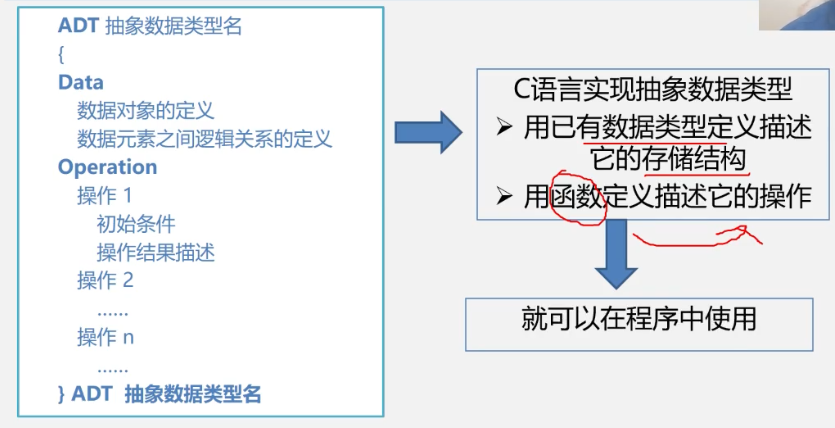 ADT 抽象数据类型名
{
Data
数据对象的定义
数据元素之间逻辑关系的定义
Operation
操作 1
初始条件
操作结果描述
操作 2
……
操作 n
……
} ADT 抽象数据类型名
C语言实现抽象数据类型
➢ 用已有数据类型定义描述
它的存储结构
➢ 用函数定义描述它的操作
就可以在程序中使用